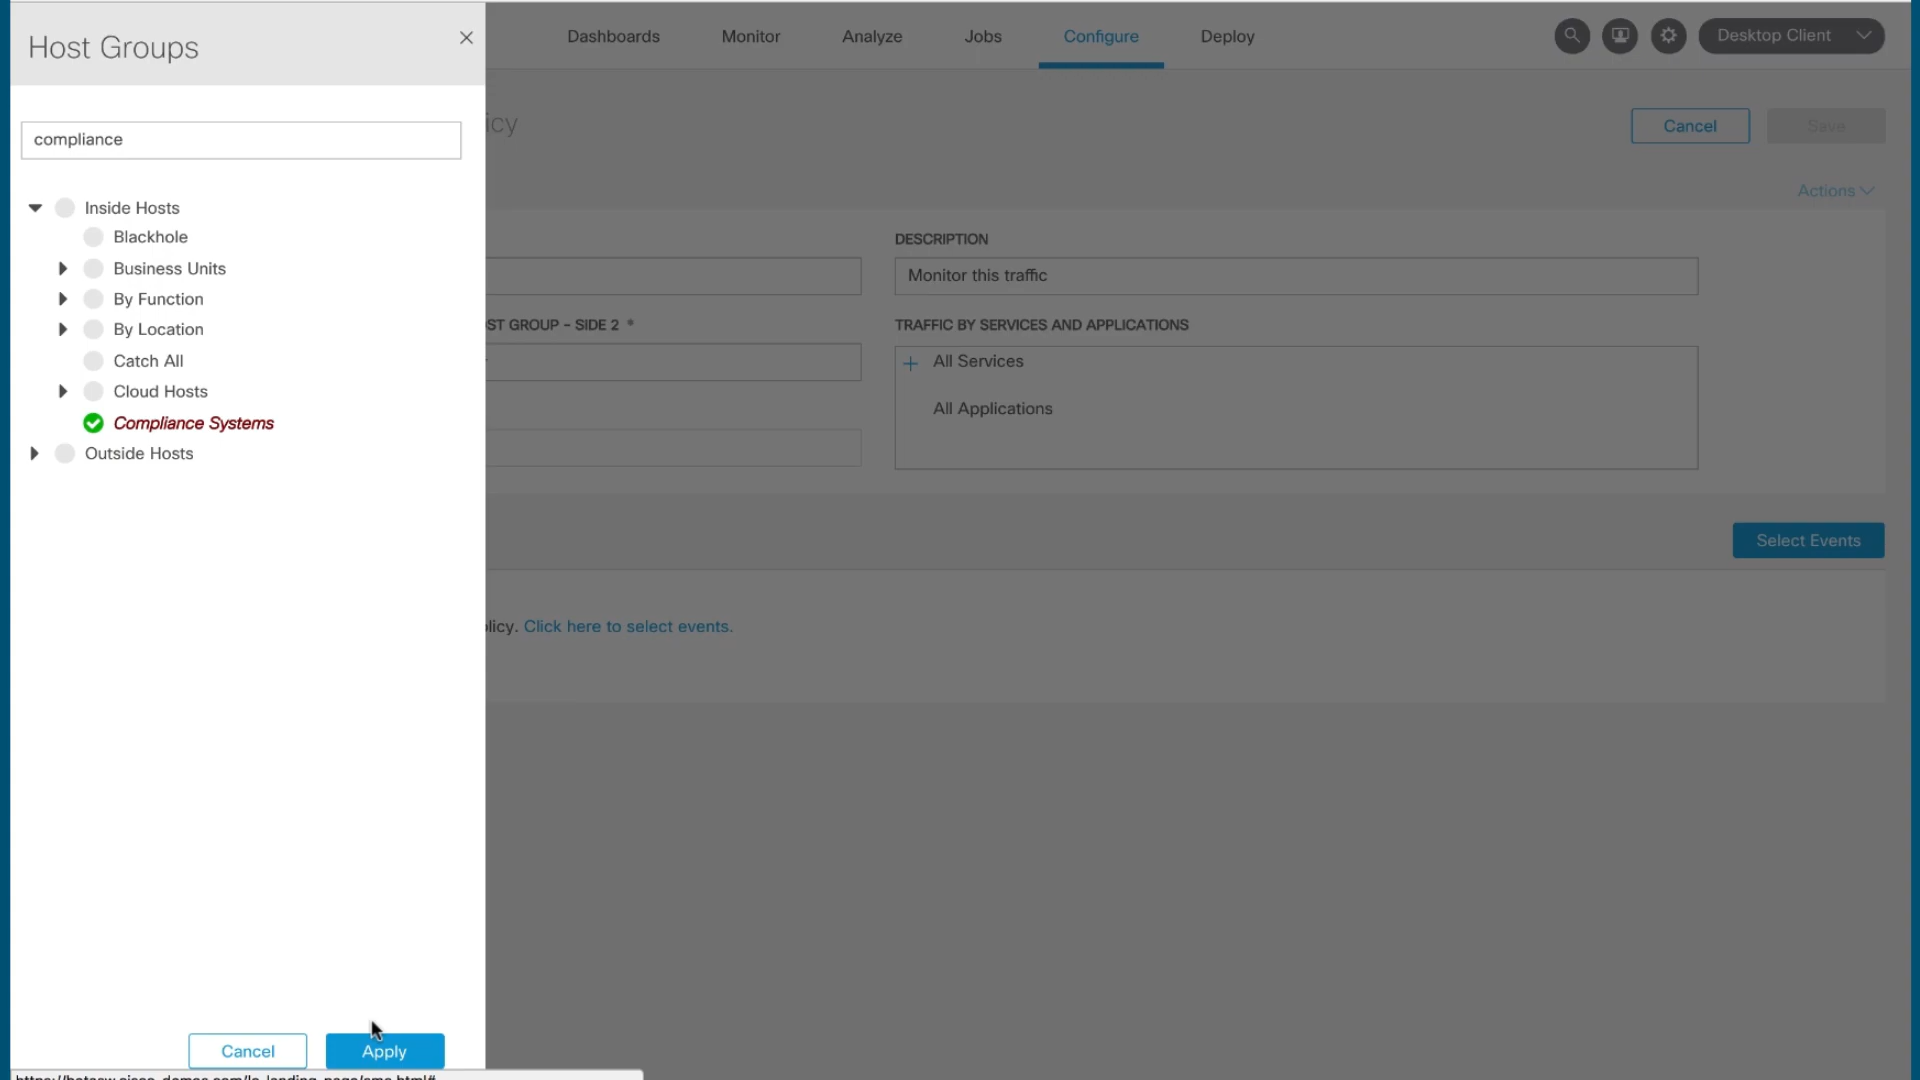 Host Groups
Dashboards Monitor Analyze Jobs Configure Deploy Desktop Client
icy
Cancel Save
compliance
Actions
Inside Hosts
Blackhole
Business Units
By Function
By Location
Catch All
Cloud Hosts
Compliance Systems
Outside Hosts
DESCRIPTION
Monitor this traffic
ST GROUP - SIDE 2 *
TRAFFIC BY SERVICES AND APPLICATIONS
+ All Services
All Applications
Select Events
licy. Click here to select events.
Cancel Apply